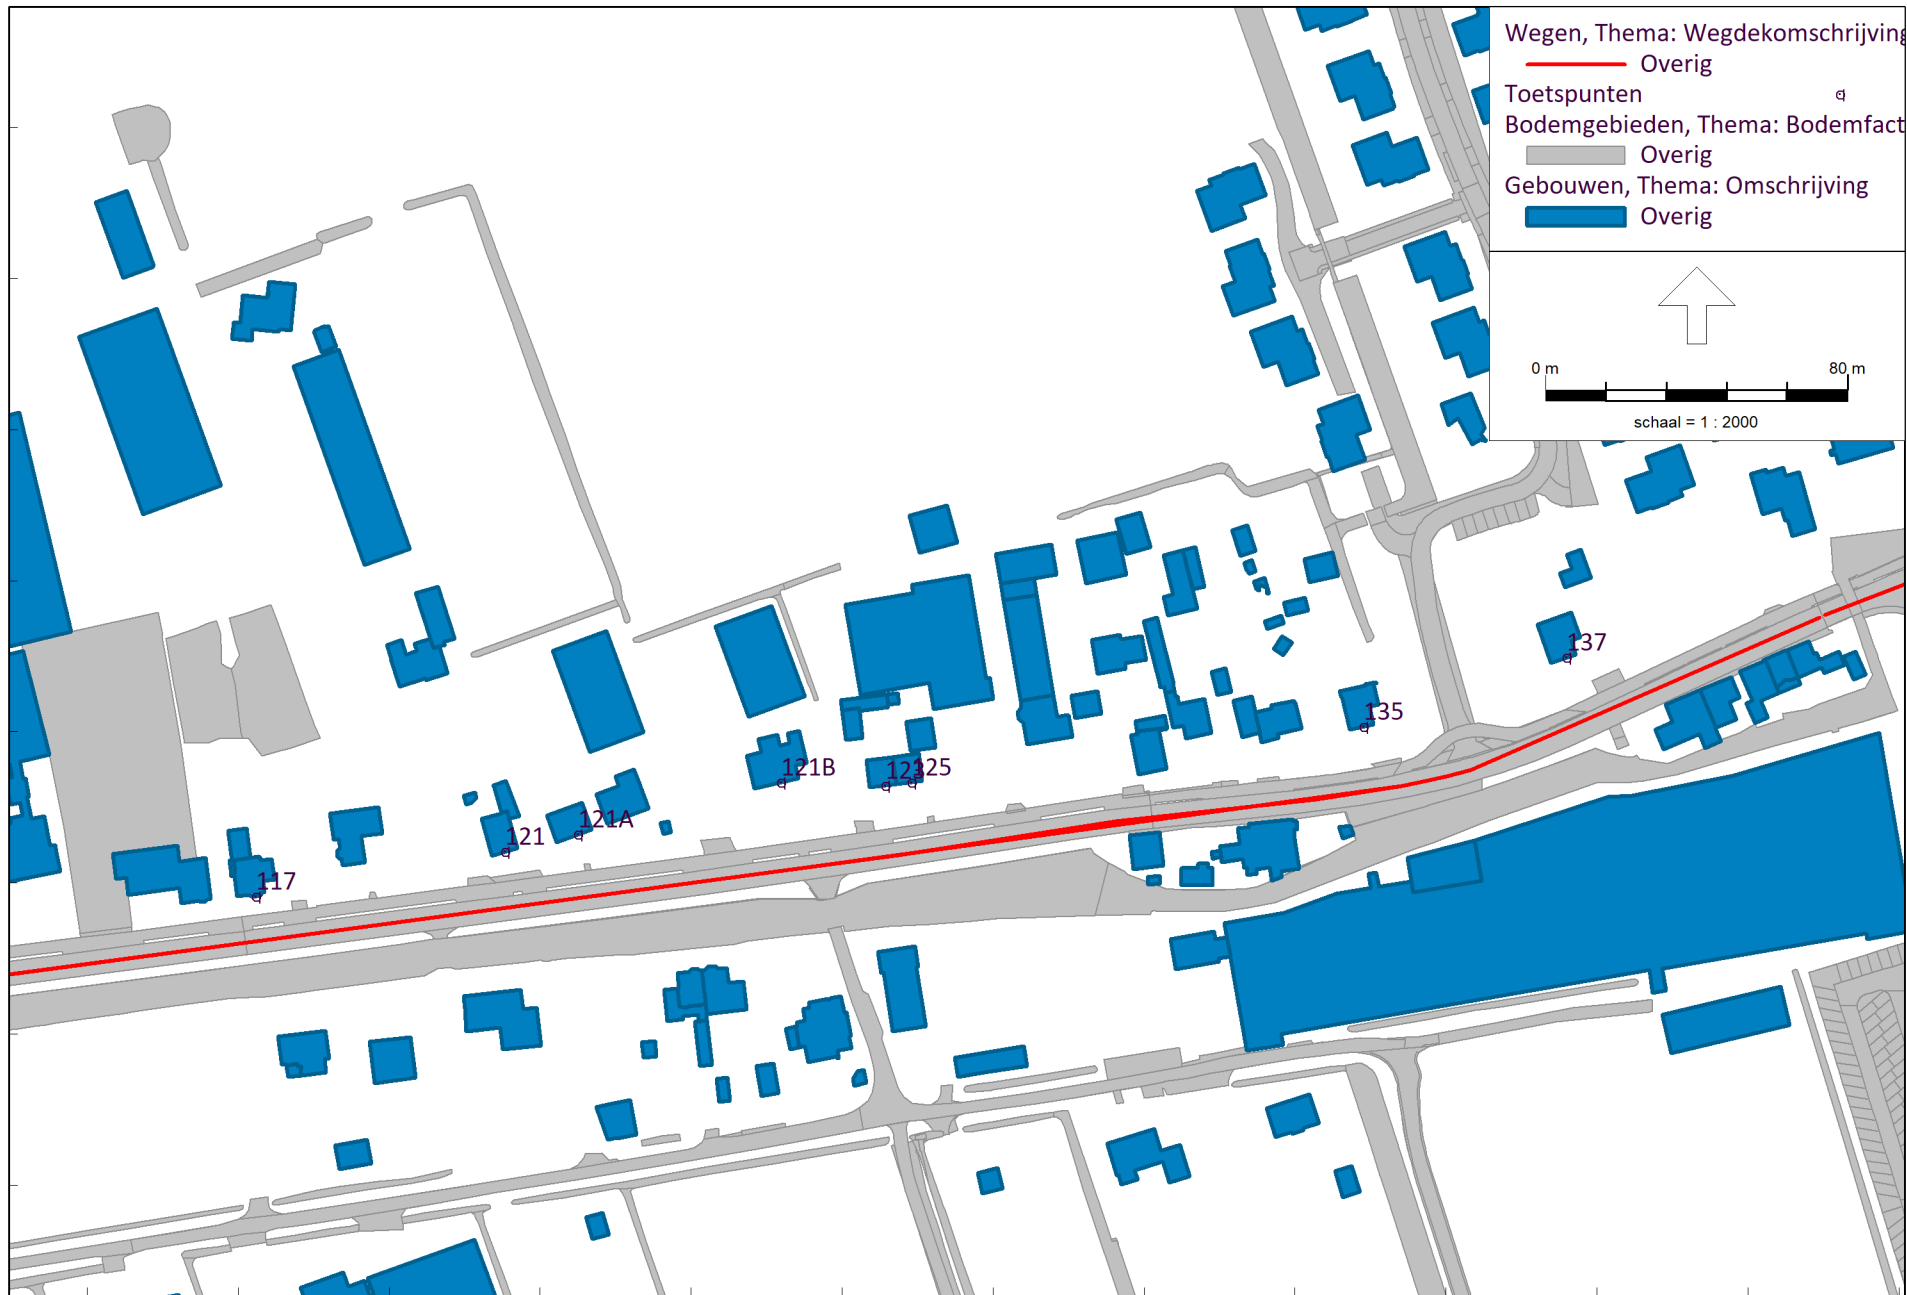 Wegen, Thema: Wegdekomschrijving
Overig
Toetspunten
Bodemgebieden, Thema: Bodemfact
Overig
Gebouwen, Thema: Omschrijving
Overig
0 m 80 m
schaal = 1 : 2000
137
135
121B
123
125
121
121A
117